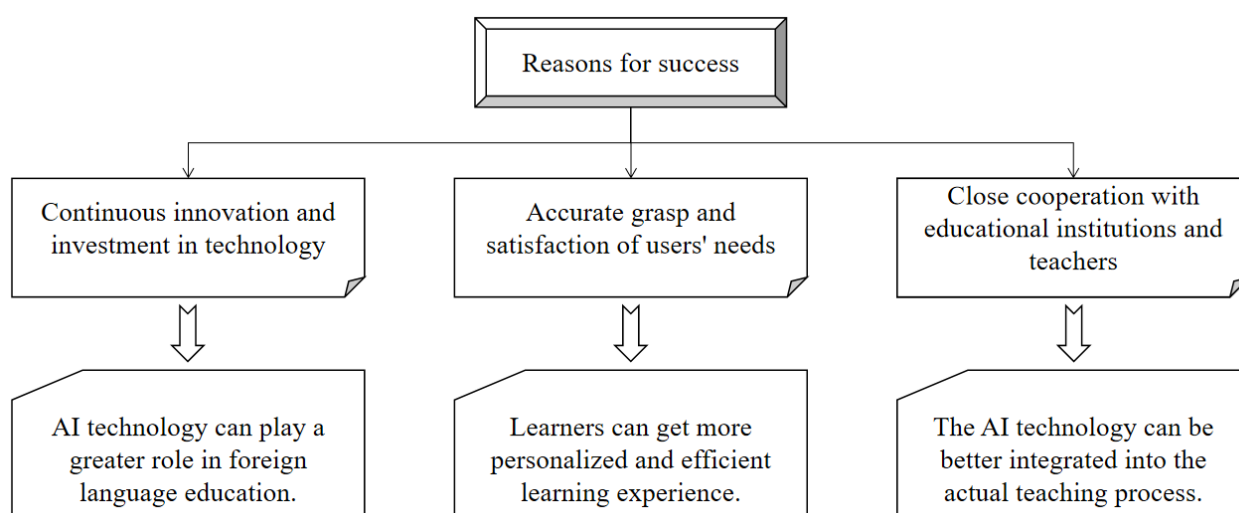 Reasons for success
Continuous innovation and
investment in technology
Accurate grasp and
satisfaction of users' needs
Close cooperation with
educational institutions and
teachers
AI technology can play a
greater role in foreign
language education.
Learners can get more
personalized and efficient
learning experience.
The AI technology can be
better integrated into the
actual teaching process.